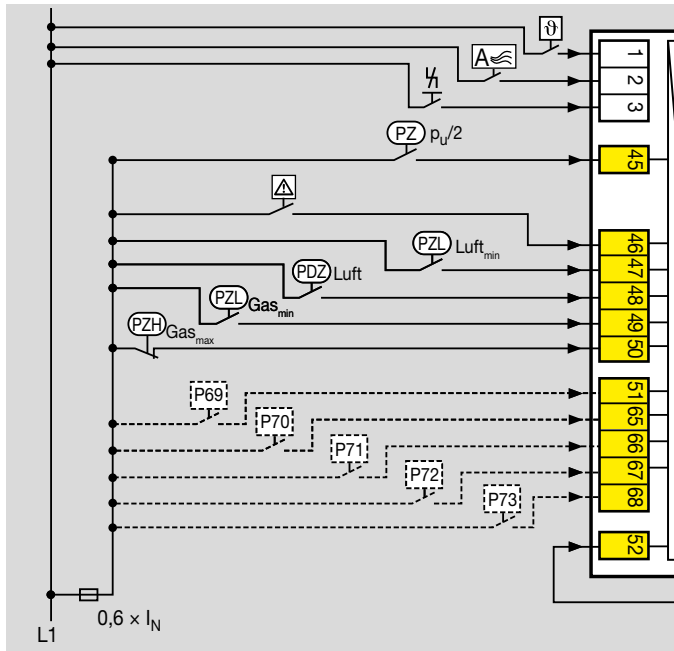 ϑ
1
A
2
3
PZ pu/2
45
⚠
46
PZL Luftmin
47
PDZ Luft
48
PZL Gasmin
49
PZH Gasmax
50
P69
51
P70
65
P71
66
P72
67
P73
68
52
0,6 × IN
L1